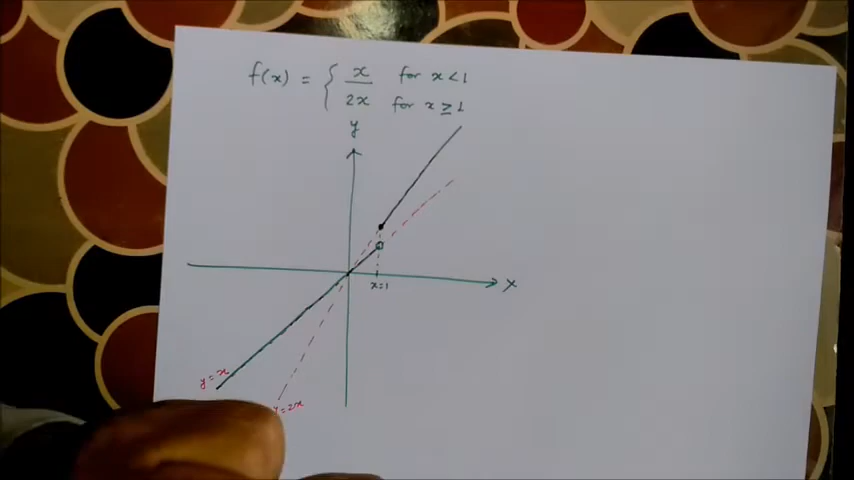 f(x) = { x for x < 1
2x for x ≥ 1
y
x
x=1
y = x
y = 2x